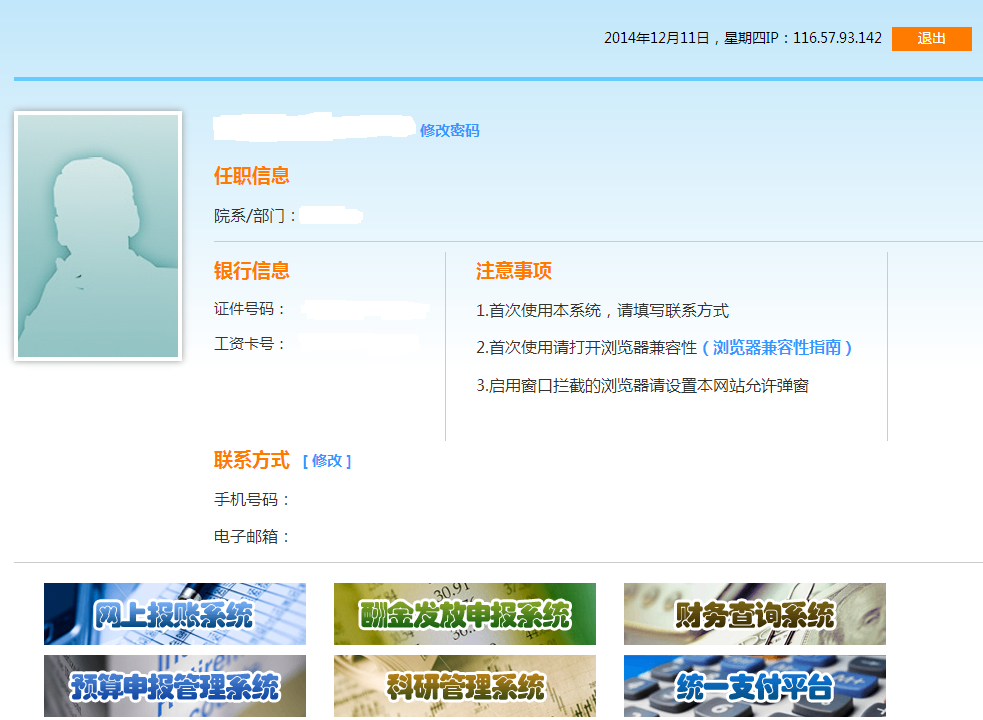 2014年12月11日，星期四IP：116.57.93.142 退出
修改密码
任职信息
院系/部门：
银行信息
证件号码：
工资卡号：
注意事项
1.首次使用本系统，请填写联系方式
2.首次使用请打开浏览器兼容性（浏览器兼容性指南）
3.启用窗口拦截的浏览器请设置本网站允许弹窗
联系方式 [ 修改 ]
手机号码：
电子邮箱：
网上报账系统 酬金发放申报系统 财务查询系统
预算申报管理系统 科研管理系统 统一支付平台